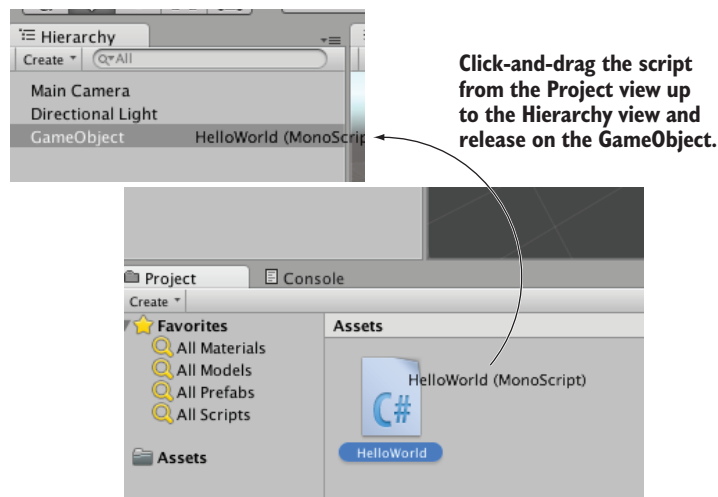 Hierarchy
Create
All
Main Camera
Directional Light
GameObject
HelloWorld (MonoScrip
Click-and-drag the script
from the Project view up
to the Hierarchy view and
release on the GameObject.
Project
Console
Create
Favorites
All Materials
All Models
All Prefabs
All Scripts
Assets
Assets
HelloWorld (MonoScript)
C#
HelloWorld